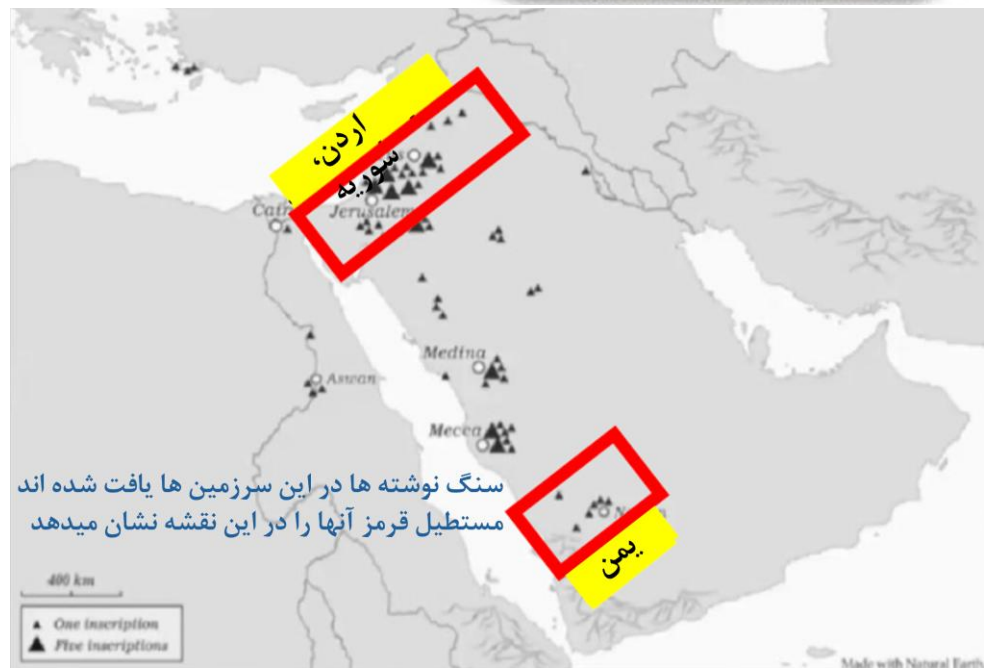 اردن،
سوریه
Jerusalem
Medina
Aswan
Mecca
سنگ نوشته ها در این سرزمین ها یافت شده اند
مستطیل قرمز آنها را در این نقشه نشان میدهد
یمن
400 km
One inscription
Five inscriptions
Made with Natural Earth